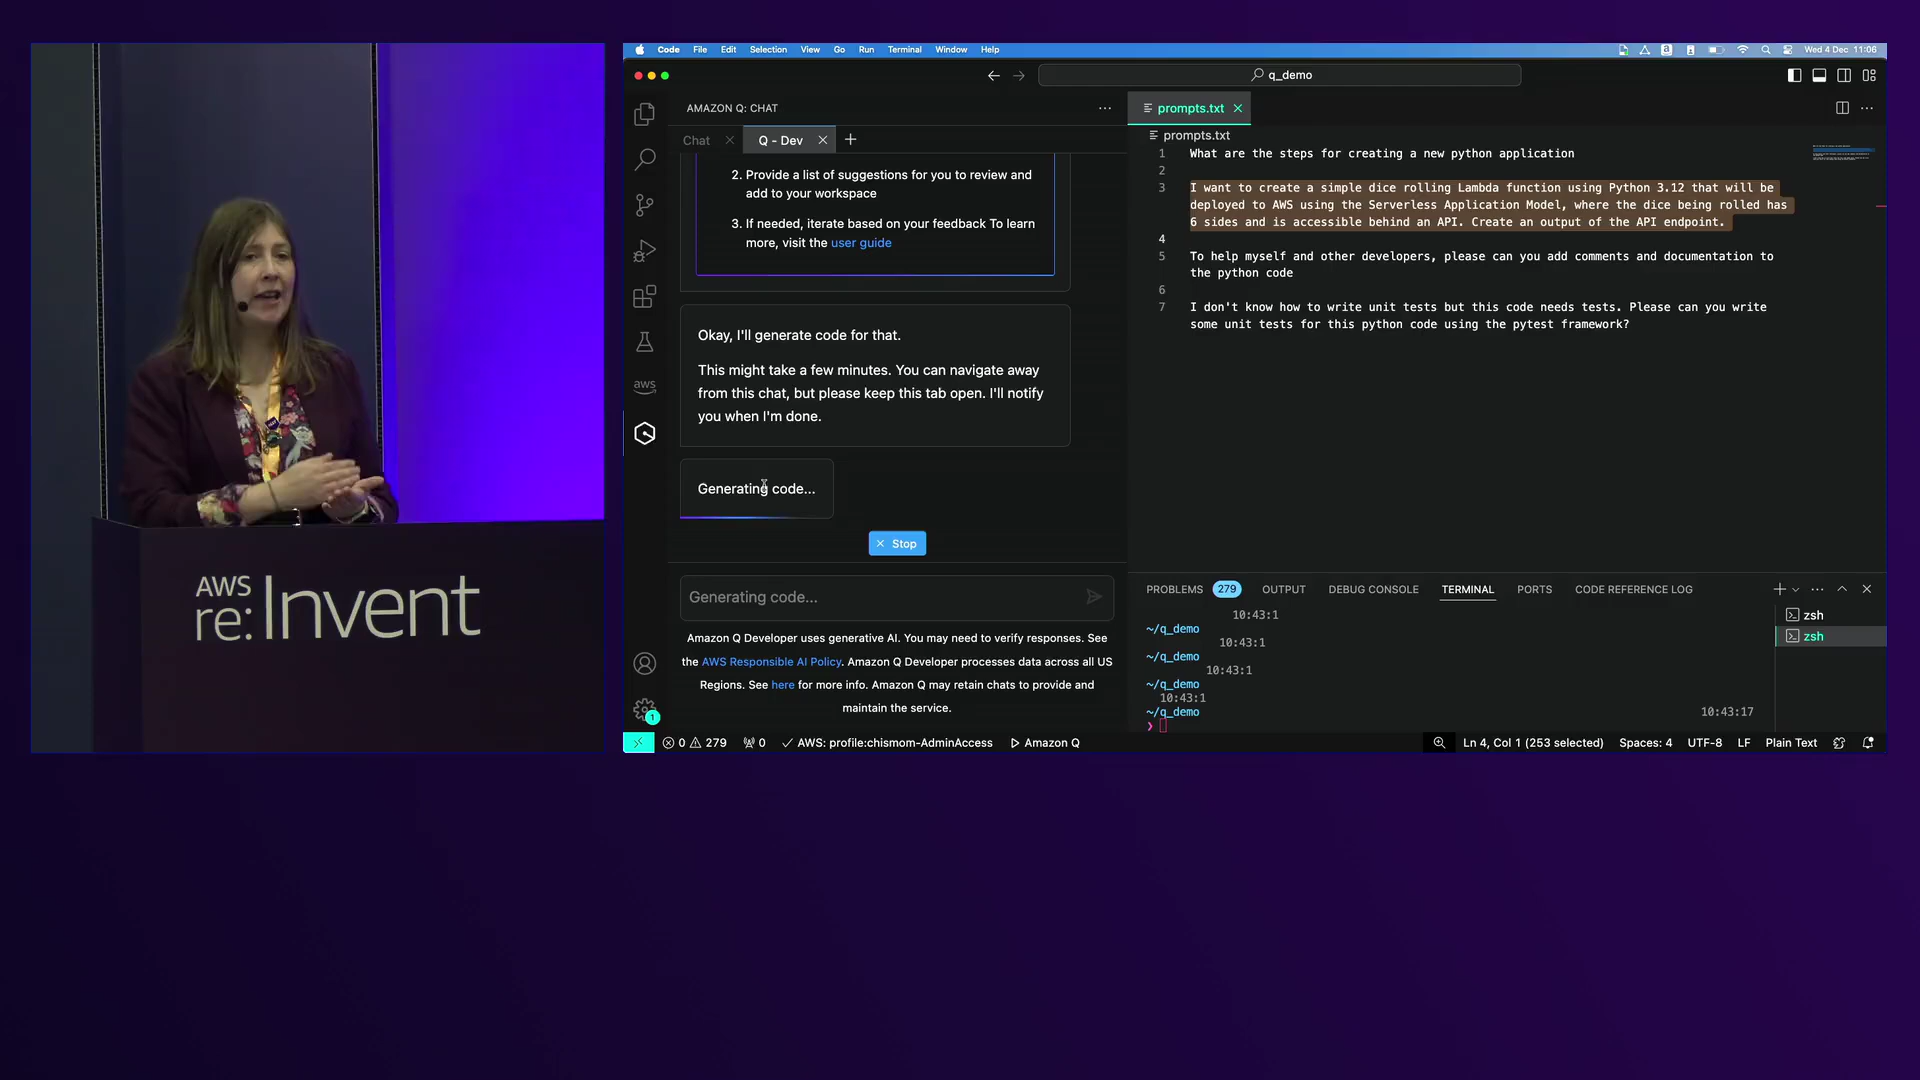 AWS
re:Invent
Code File Edit Selection View Go Run Terminal Window Help
Wed 4 Dec 11:06
q_demo
AMAZON Q: CHAT
Chat
Q - Dev
2. Provide a list of suggestions for you to review and
add to your workspace
3. If needed, iterate based on your feedback To learn
more, visit the user guide
Okay, I'll generate code for that.
This might take a few minutes. You can navigate away
from this chat, but please keep this tab open. I'll notify
you when I'm done.
Generating code...
Stop
Generating code...
Amazon Q Developer uses generative AI. You may need to verify responses. See
the AWS Responsible AI Policy. Amazon Q Developer processes data across all US
Regions. See here for more info. Amazon Q may retain chats to provide and
maintain the service.
aws
1
prompts.txt
prompts.txt
1 What are the steps for creating a new python application
2
3 I want to create a simple dice rolling Lambda function using Python 3.12 that will be
deployed to AWS using the Serverless Application Model, where the dice being rolled has
6 sides and is accessible behind an API. Create an output of the API endpoint.
4
5 To help myself and other developers, please can you add comments and documentation to
the python code
6
7 I don't know how to write unit tests but this code needs tests. Please can you write
some unit tests for this python code using the pytest framework?
PROBLEMS 279 OUTPUT DEBUG CONSOLE TERMINAL PORTS CODE REFERENCE LOG
10:43:1
~/q_demo
10:43:1
~/q_demo
10:43:1
~/q_demo
10:43:1
~/q_demo 10:43:17
❯
zsh
zsh
0 279 0 AWS: profile:chismom-AdminAccess Amazon Q
Ln 4, Col 1 (253 selected) Spaces: 4 UTF-8 LF Plain Text